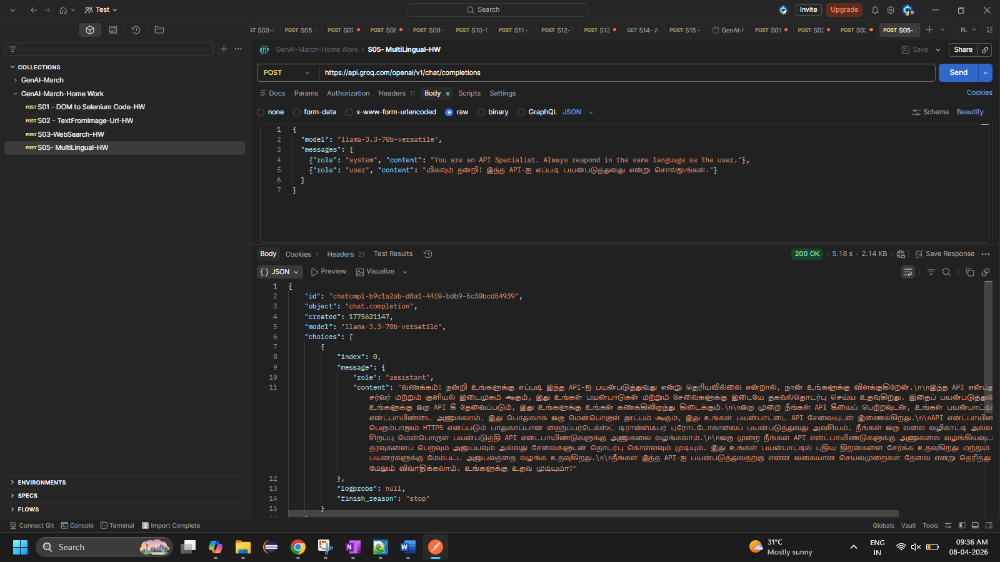 Test
Search
Invite
Upgrade
S05 -
POST S07
POST S08
POST S09 -
POST S10-T
POST S11 -
POST S12-
POST S13
GET S14- A
POST S15 -
POST S01
POST S02
POST S05-
N.
GenAI-March-Home Work > S05- MultiLingual-HW
Save
Share
COLLECTIONS
GenAI-March
GenAI-March-Home Work
POST S01 - DOM to Selenium Code-HW
POST S02 - TextFromImage-Url-HW
POST S03-WebSearch-HW
POST S05- MultiLingual-HW
ENVIRONMENTS
SPECS
FLOWS
POST
https://api.groq.com/openai/v1/chat/completions
Send
Docs Params Authorization Headers 11 Body Scripts Settings
Cookies
none form-data x-www-form-urlencoded raw binary GraphQL JSON
Schema Beautify
1 {
2 "model": "llama-3.3-70b-versatile",
3 "messages": [
4 {"role": "system", "content": "You are an API Specialist. Always respond in the same language as the user."},
5 {"role": "user", "content": "மிகவும் நன்றி! இந்த API-ஐ எப்படி பயன்படுத்துவது என்று சொல்லுங்கள்."}
6 ]
7 }
Body Cookies 1 Headers 21 Test Results
200 OK 5.18 s 2.14 KB Save Response
{} JSON Preview Visualize
1 {
2 "id": "chatcmpl-b9c1a2ab-d8a1-44f0-bdb9-5c30bcd54939",
3 "object": "chat.completion",
4 "created": 1775621147,
5 "model": "llama-3.3-70b-versatile",
6 "choices": [
7 {
8 "index": 0,
9 "message": {
10 "role": "assistant",
11 "content": "வணக்கம்! நன்றி உங்களுக்கு எப்படி இந்த API-ஐ பயன்படுத்துவது என்று தெரியவில்லை என்றால், நான் உங்களுக்கு விளக்குகிறேன்.\n\nஇந்த API
சர்வர் மற்றும் குளியல் இடைமுகம் ஆகும், இது உங்கள் பயன்பாடுகள் மற்றும் சேவைகளுக்கு இடையே தகவல்தொடர்பு செய்ய உதவுகிறது. இதைப்
உங்களுக்கு ஒரு API கீ தேவைப்படும், இது உங்களுக்கு உங்கள் கணக்கிலிருந்து கிடைக்கும்.\n\nஒரு முறை நீங்கள் API கீயைப் பெற்றவுடன், உங்கள்
என்ட்பாயிண்டை அணுகலாம். இது பொதுவாக ஒரு மென்பொருள் நூட்பம் ஆகும், இது உங்கள் பயன்பாட்டை API சேவையுடன் இணைக்கிறது.\n\nAPI
பெரும்பாலும் HTTPS எனப்படும் பாதுகாப்பான ஹைப்பர்டெக்ஸ்ட் டிரான்ஸ்ஃபர் புரோட்டோகாலைப் பயன்படுத்துவது அவசியம். நீங்கள் ஒரு வலை வழிகாட்டி
சிறப்பு மென்பொருள் பயன்படுத்தி API என்ட்பாயிண்டுகளுக்கு அணுகலை வழங்கலாம்.\n\nஒரு முறை நீங்கள் API என்ட்பாயிண்டுகளுக்கு அணுகலை
தரவுகளைப் பெறவும் அனுப்பவும் அல்லது சேவைகளுடன் தொடர்பு கொள்ளவும் முடியும். இது உங்கள் பயன்பாட்டில் புதிய திறன்களை சேர்க்க உதவுகிறது மற்றும்
பயனர்களுக்கு மேம்பட்ட அனுபவத்தை வழங்க உதவுகிறது.\n\nநீங்கள் இந்த API-ஐ பயன்படுத்துவதற்கு என்ன வகையான செயல்முறைகள் தேவை என்று தெரிந்து
மேலும் விவாதிக்கலாம். உங்களுக்கு உதவ முடியுமா?"
12 },
13 "logprobs": null,
14 "finish_reason": "stop"
15 }
Connect Git Console Terminal 2 Import Complete
Globals Vault Tools
Search
31°C
Mostly sunny
ENG
IN
09:36 AM
08-04-2026